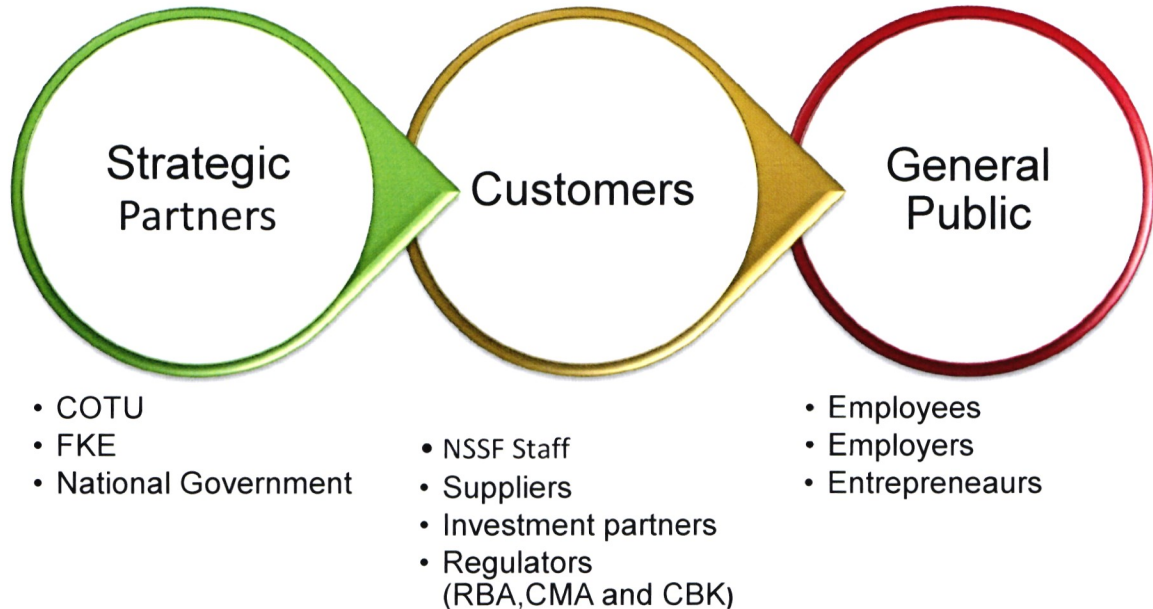 Strategic
Partners
Customers
General
Public
• COTU
• FKE
• National Government
• NSSF Staff
• Suppliers
• Investment partners
• Regulators
(RBA,CMA and CBK)
• Employees
• Employers
• Entrepreneaurs